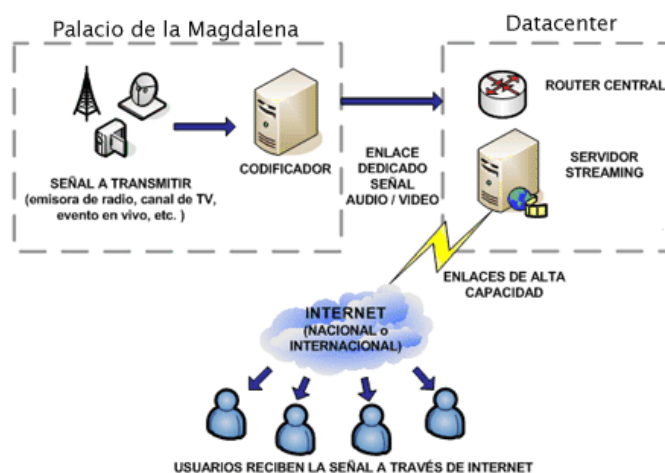 Palacio de la Magdalena
Datacenter
SEÑAL A TRANSMITIR
(emisora de radio, canal de TV,
evento en vivo, etc. )
CODIFICADOR
ENLACE
DEDICADO
SEÑAL
AUDIO / VIDEO
ROUTER CENTRAL
SERVIDOR
STREAMING
ENLACES DE ALTA
CAPACIDAD
INTERNET
(NACIONAL o
INTERNACIONAL)
USUARIOS RECIBEN LA SEÑAL A TRAVÉS DE INTERNET